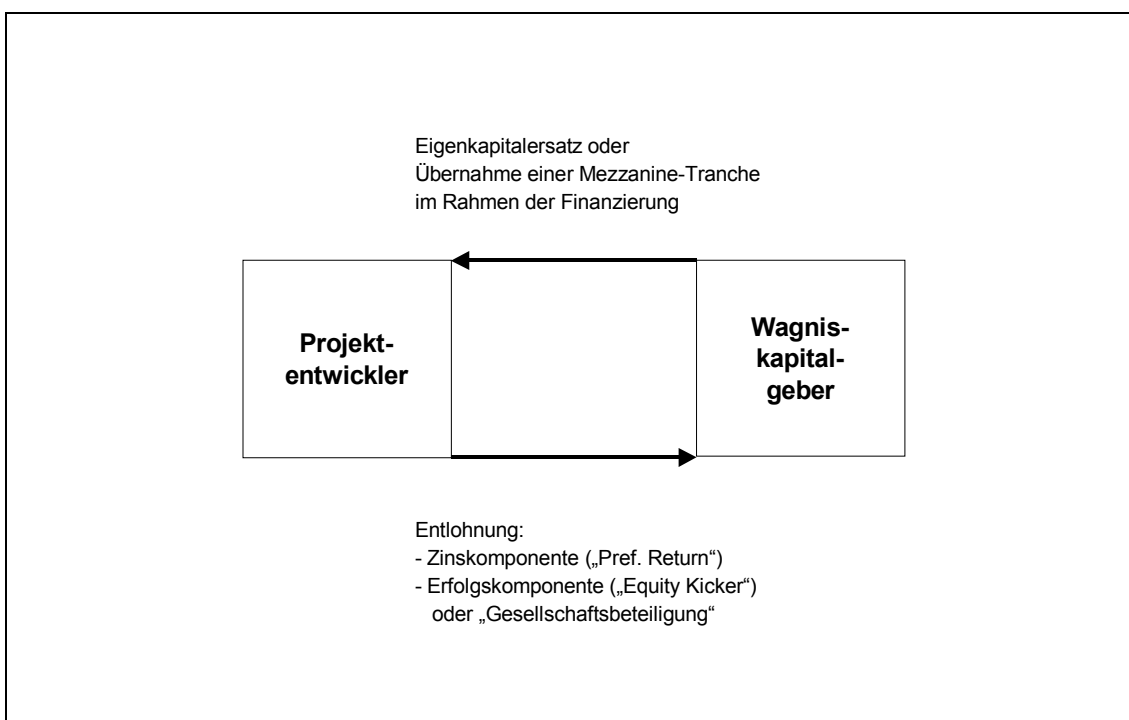 Eigenkapitalersatz oder
Übernahme einer Mezzanine-Tranche
im Rahmen der Finanzierung
Projekt-
entwickler
Wagnis-
kapital-
geber
Entlohnung:
- Zinskomponente („Pref. Return“)
- Erfolgskomponente („Equity Kicker“)
oder „Gesellschaftsbeteiligung“